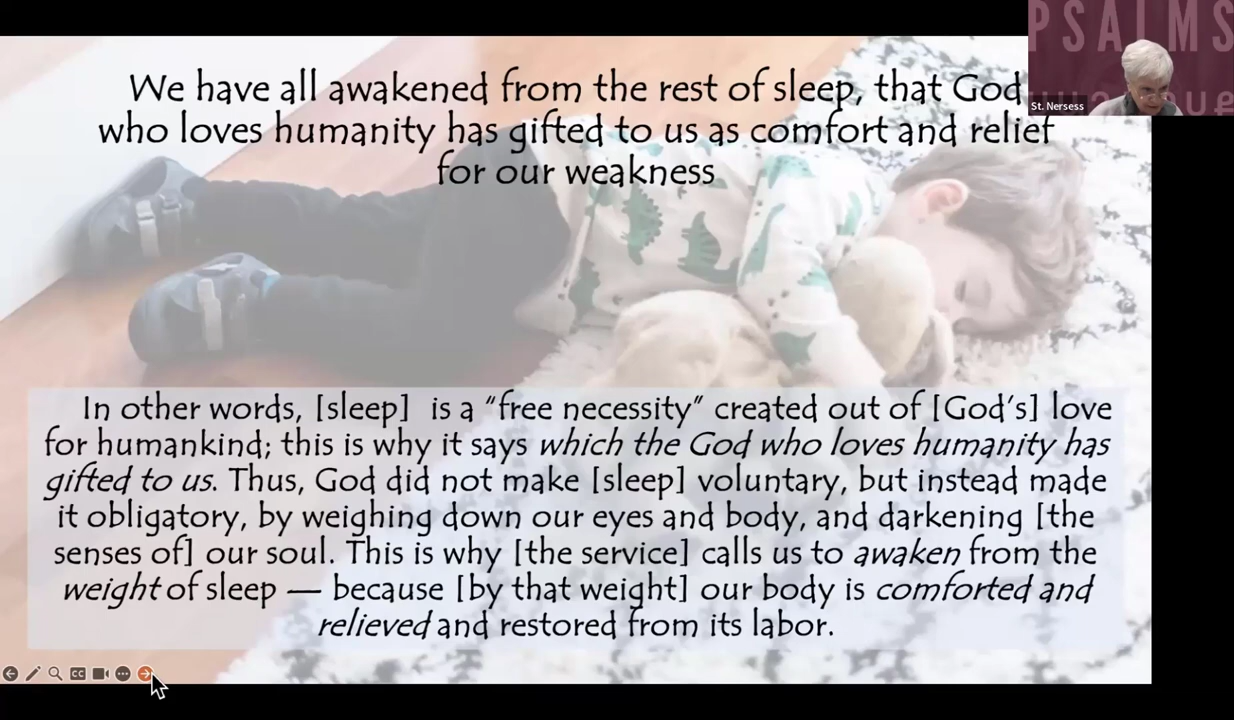 We have all awakened from the rest of sleep, that God
who loves humanity has gifted to us as comfort and relief
for our weakness
PSALMS
St. Nersess
In other words, [sleep]  is a “free necessity” created out of [God’s] love
for humankind; this is why it says which the God who loves humanity has
gifted to us. Thus, God did not make [sleep] voluntary, but instead made
it obligatory, by weighing down our eyes and body, and darkening [the
senses of] our soul. This is why [the service] calls us to awaken from the
weight of sleep — because [by that weight] our body is comforted and
relieved and restored from its labor.
CC